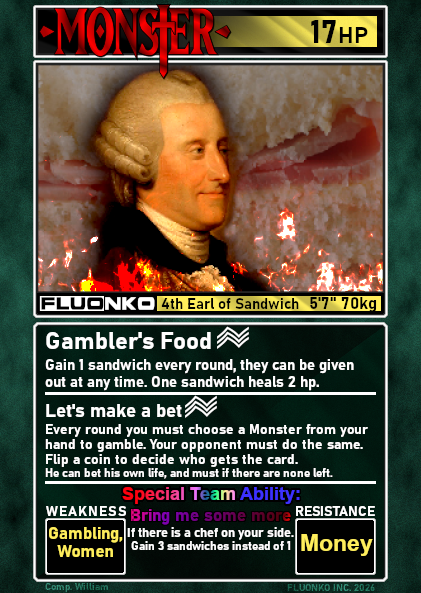 MONSTER
17HP
FLUONKO 4th Earl of Sandwich 5'7" 70kg
Gambler's Food
Gain 1 sandwich every round, they can be given
out at any time. One sandwich heals 2 hp.
Let's make a bet
Every round you must choose a Monster from your
hand to gamble. Your opponent must do the same.
Flip a coin to decide who gets the card.
He can bet his own life, and must if there are none left.
Special Team Ability:
Bring me some more
WEAKNESS
Gambling,
Women
If there is a chef on your side.
Gain 3 sandwiches instead of 1
RESISTANCE
Money
Comp. William
FLUONKO INC. 2026